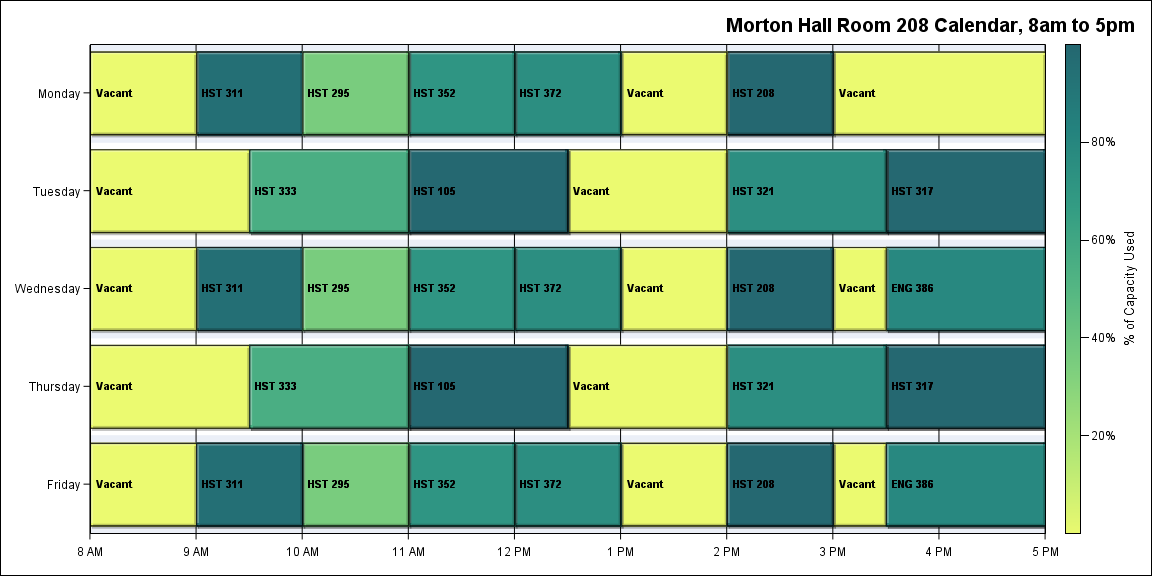 Morton Hall Room 208 Calendar, 8am to 5pm
Monday Vacant HST 311 HST 295 HST 352 HST 372 Vacant HST 208 Vacant
80%
Tuesday Vacant HST 333 HST 105 Vacant HST 321 HST 317
60%
% of Capacity Used
Wednesday Vacant HST 311 HST 295 HST 352 HST 372 Vacant HST 208 Vacant ENG 386
40%
Thursday Vacant HST 333 HST 105 Vacant HST 321 HST 317
20%
Friday Vacant HST 311 HST 295 HST 352 HST 372 Vacant HST 208 Vacant ENG 386
8 AM 9 AM 10 AM 11 AM 12 PM 1 PM 2 PM 3 PM 4 PM 5 PM